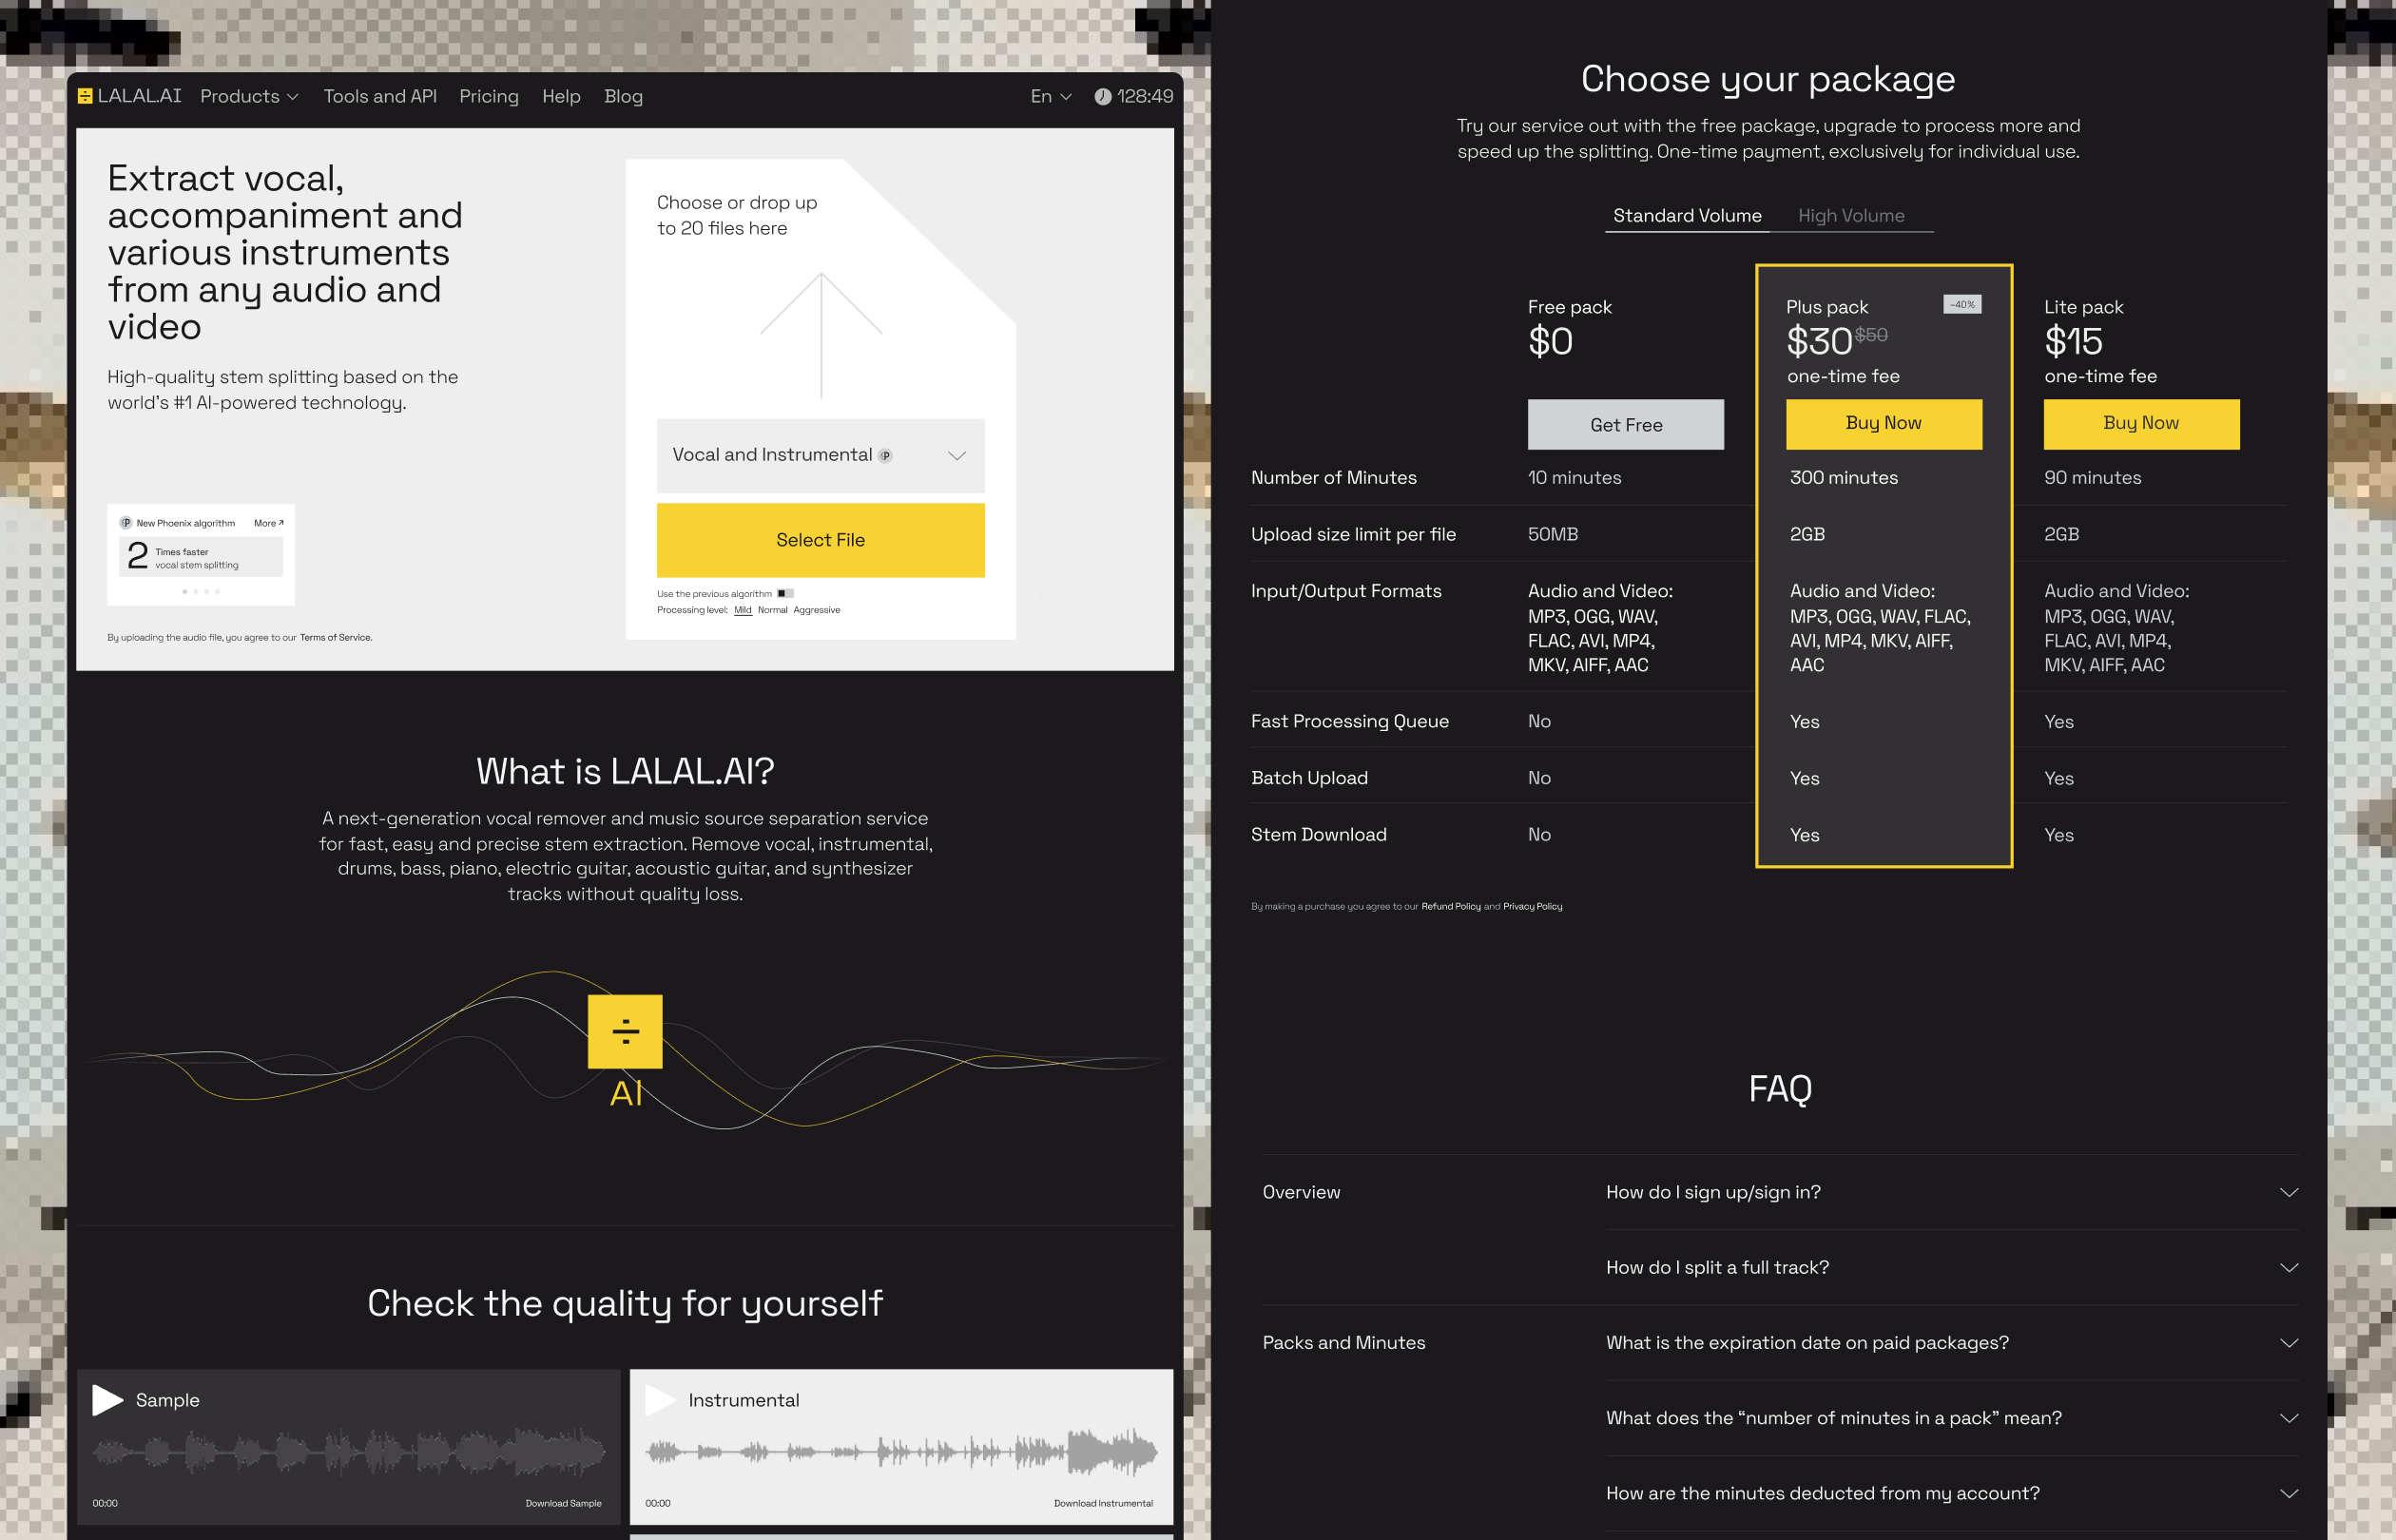 LALAL.AI Products Tools and API Pricing Help Blog En 128:49
Extract vocal,
accompaniment and
various instruments
from any audio and
video
High-quality stem splitting based on the
world's #1 AI-powered technology.
P New Phoenix algorithm More
2 Times faster
vocal stem splitting
By uploading the audio file, you agree to our Terms of Service.
Choose or drop up
to 20 files here
Vocal and Instrumental P
Select File
Use the previous algorithm
Processing level: Mild Normal Aggressive
What is LALAL.AI?
A next-generation vocal remover and music source separation service
for fast, easy and precise stem extraction. Remove vocal, instrumental,
drums, bass, piano, electric guitar, acoustic guitar, and synthesizer
tracks without quality loss.
AI
Check the quality for yourself
Sample
00:00 Download Sample
Instrumental
00:00 Download Instrumental
Choose your package
Try our service out with the free package, upgrade to process more and
speed up the splitting. One-time payment, exclusively for individual use.
Standard Volume High Volume
Free pack Plus pack -40% Lite pack
$0 $30 $50 $15
one-time fee one-time fee
Get Free Buy Now Buy Now
Number of Minutes 10 minutes 300 minutes 90 minutes
Upload size limit per file 50MB 2GB 2GB
Input/Output Formats Audio and Video: Audio and Video: Audio and Video:
MP3, OGG, WAV, MP3, OGG, WAV, FLAC, MP3, OGG, WAV,
FLAC, AVI, MP4, AVI, MP4, MKV, AIFF, FLAC, AVI, MP4,
MKV, AIFF, AAC AAC MKV, AIFF, AAC
Fast Processing Queue No Yes Yes
Batch Upload No Yes Yes
Stem Download No Yes Yes
By making a purchase you agree to our Refund Policy and Privacy Policy
FAQ
Overview How do I sign up/sign in?
How do I split a full track?
Packs and Minutes What is the expiration date on paid packages?
What does the “number of minutes in a pack” mean?
How are the minutes deducted from my account?